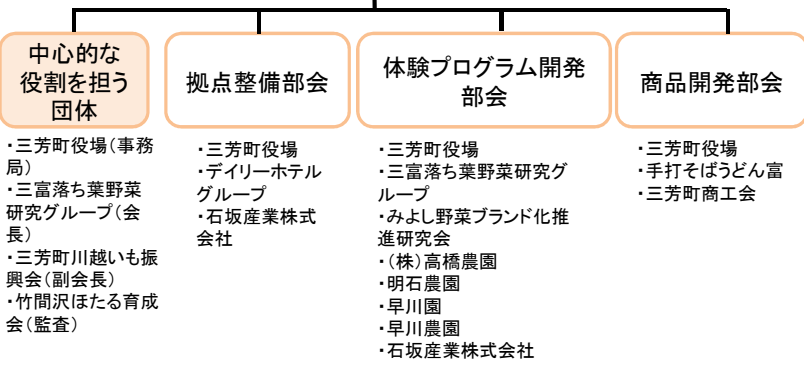 中心的な
役割を担う
団体
・三芳町役場(事務
局)
・三富落ち葉野菜
研究グループ(会
長)
・三芳町川越いも振
興会(副会長)
・竹間沢ほたる育成
会(監査)
拠点整備部会
・三芳町役場
・デイリーホテル
グループ
・石坂産業株式
会社
体験プログラム開発
部会
・三芳町役場
・三富落ち葉野菜研究グ
ループ
・みよし野菜ブランド化推
進研究会
・(株)高橋農園
・明石農園
・早川園
・早川農園
・石坂産業株式会社
商品開発部会
・三芳町役場
・手打そばうどん富
・三芳町商工会